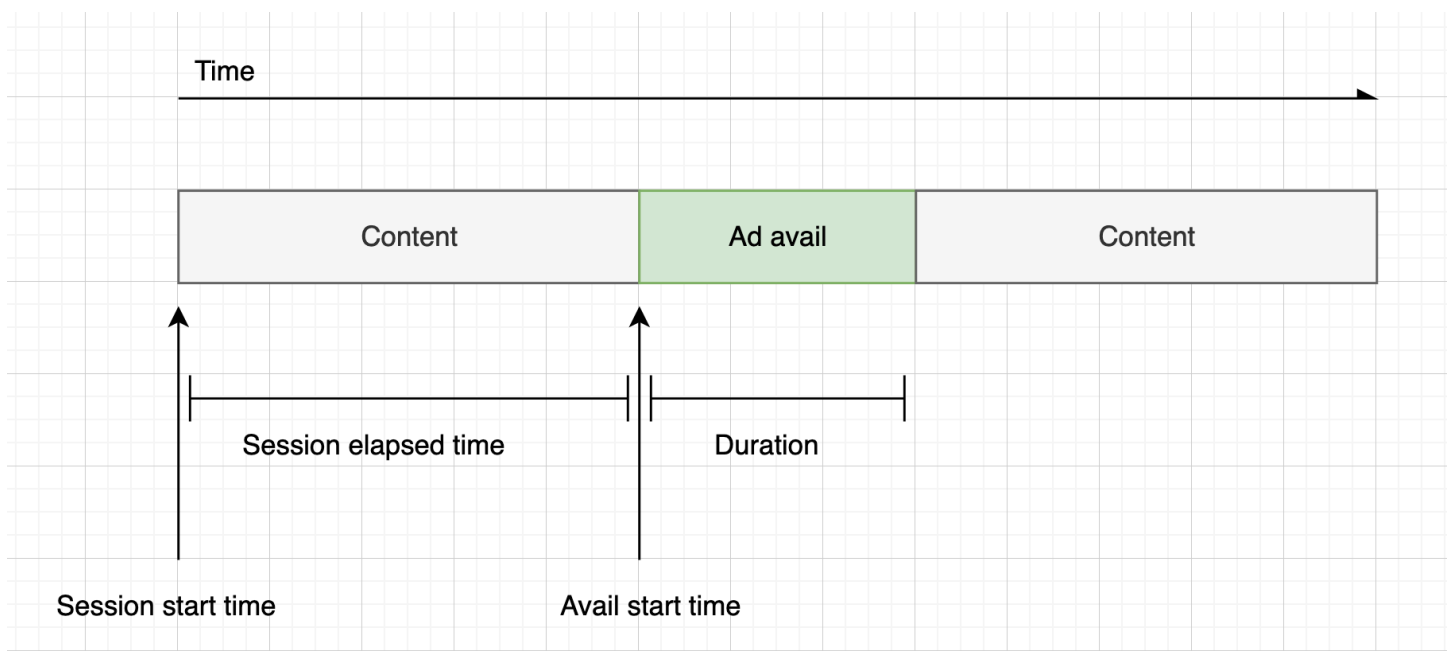 Time
Content
Ad avail
Content
Session elapsed time
Duration
Session start time
Avail start time